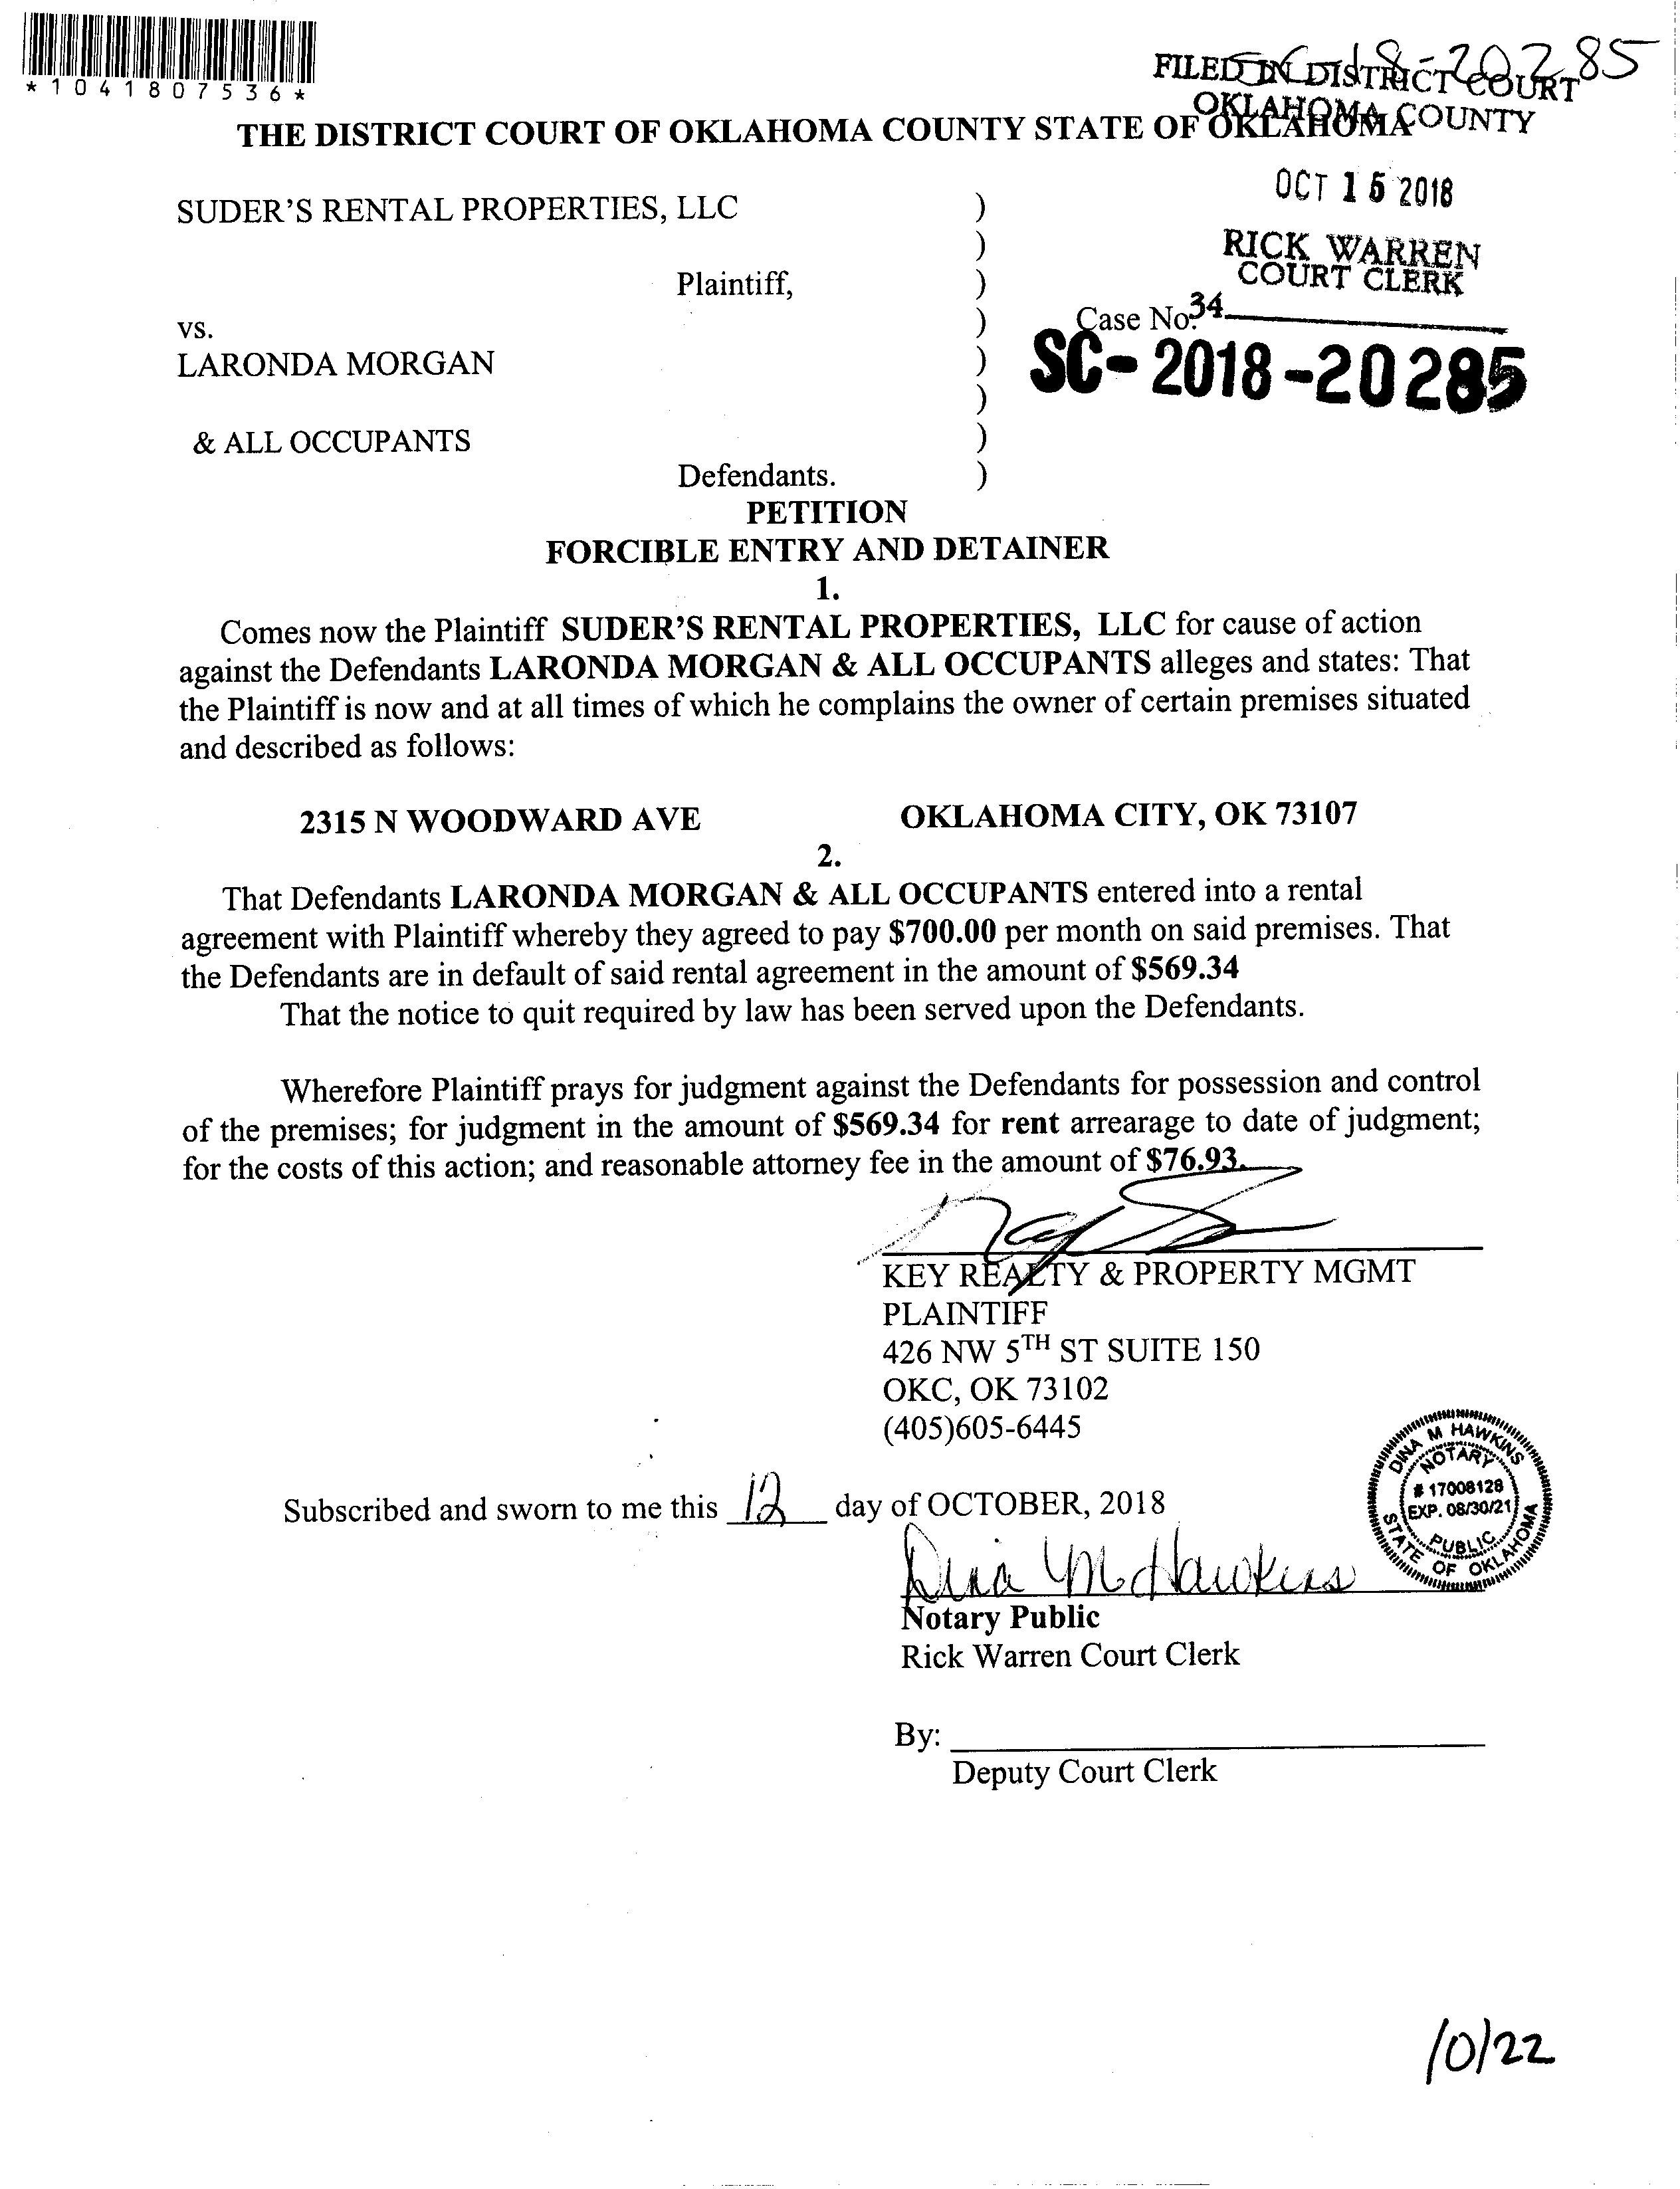 *1041807536*
SC-18-20285
FILED IN DISTRICT COURT
OKLAHOMA COUNTY
THE DISTRICT COURT OF OKLAHOMA COUNTY STATE OF OKLAHOMA
OCT 15 2018
SUDER'S RENTAL PROPERTIES, LLC )
)
RICK WARREN
COURT CLERK
Plaintiff, )
vs. ) Case No. 34
LARONDA MORGAN ) SC-2018-20285
)
& ALL OCCUPANTS )
Defendants. )
PETITION
FORCIBLE ENTRY AND DETAINER
1.
Comes now the Plaintiff SUDER'S RENTAL PROPERTIES, LLC for cause of action
against the Defendants LARONDA MORGAN & ALL OCCUPANTS alleges and states: That
the Plaintiff is now and at all times of which he complains the owner of certain premises situated
and described as follows:
2315 N WOODWARD AVE OKLAHOMA CITY, OK 73107
2.
That Defendants LARONDA MORGAN & ALL OCCUPANTS entered into a rental
agreement with Plaintiff whereby they agreed to pay $700.00 per month on said premises. That
the Defendants are in default of said rental agreement in the amount of $569.34
That the notice to quit required by law has been served upon the Defendants.
Wherefore Plaintiff prays for judgment against the Defendants for possession and control
of the premises; for judgment in the amount of $569.34 for rent arrearage to date of judgment;
for the costs of this action; and reasonable attorney fee in the amount of $76.93.
KEY REALTY & PROPERTY MGMT
PLAINTIFF
426 NW 5TH ST SUITE 150
OKC, OK 73102
(405)605-6445
DINA M HAWKINS
NOTARY
# 17008128
EXP. 08/30/21
PUBLIC
STATE OF OKLAHOMA
Subscribed and sworn to me this 12 day of OCTOBER, 2018
Dina M Hawkins
Notary Public
Rick Warren Court Clerk
By:
Deputy Court Clerk
10/22